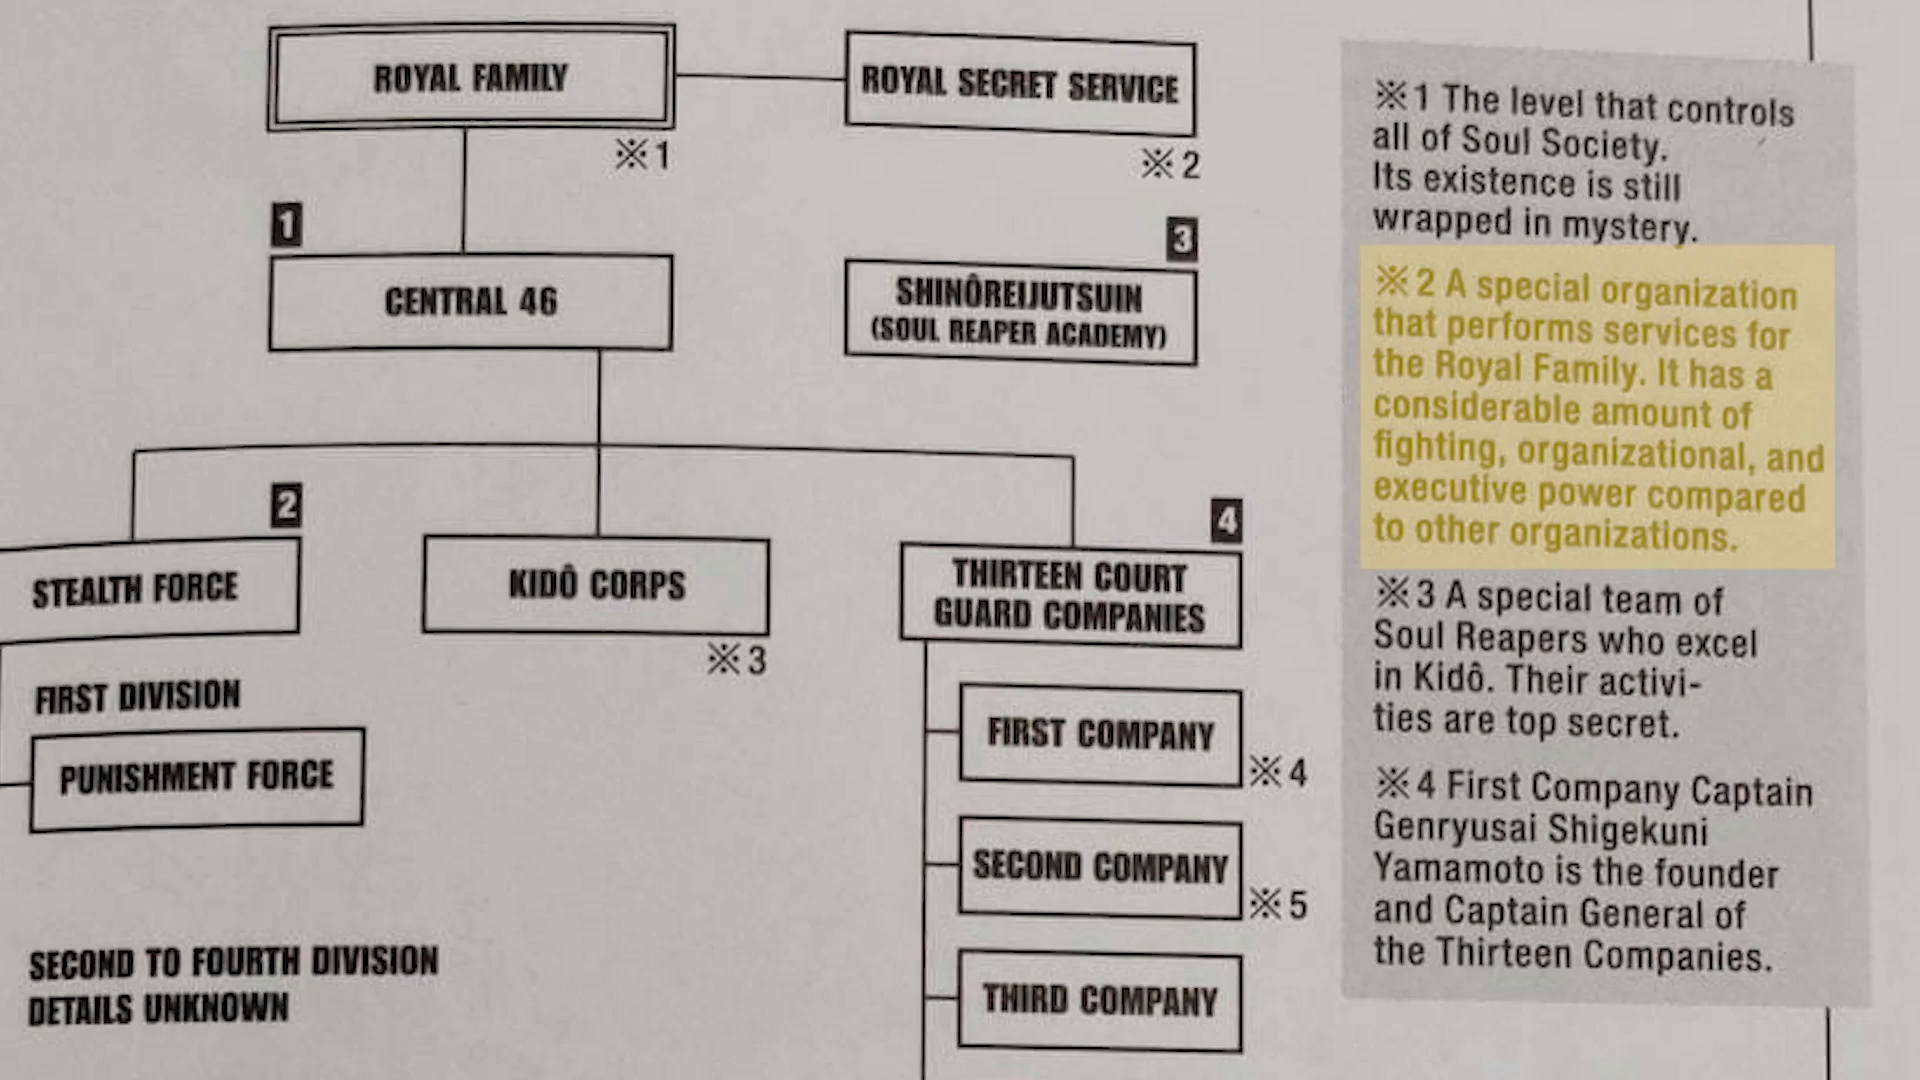 ROYAL FAMILY
ROYAL SECRET SERVICE
※1
※2
1
3
CENTRAL 46
SHINÔREIJUTSUIN
(SOUL REAPER ACADEMY)
2
4
STEALTH FORCE
KIDÔ CORPS
THIRTEEN COURT
GUARD COMPANIES
※3
FIRST DIVISION
PUNISHMENT FORCE
FIRST COMPANY
※4
SECOND COMPANY
※5
SECOND TO FOURTH DIVISION
DETAILS UNKNOWN
THIRD COMPANY
※1 The level that controls
all of Soul Society.
Its existence is still
wrapped in mystery.
※2 A special organization
that performs services for
the Royal Family. It has a
considerable amount of
fighting, organizational, and
executive power compared
to other organizations.
※3 A special team of
Soul Reapers who excel
in Kidô. Their activi-
ties are top secret.
※4 First Company Captain
Genryusai Shigekuni
Yamamoto is the founder
and Captain General of
the Thirteen Companies.